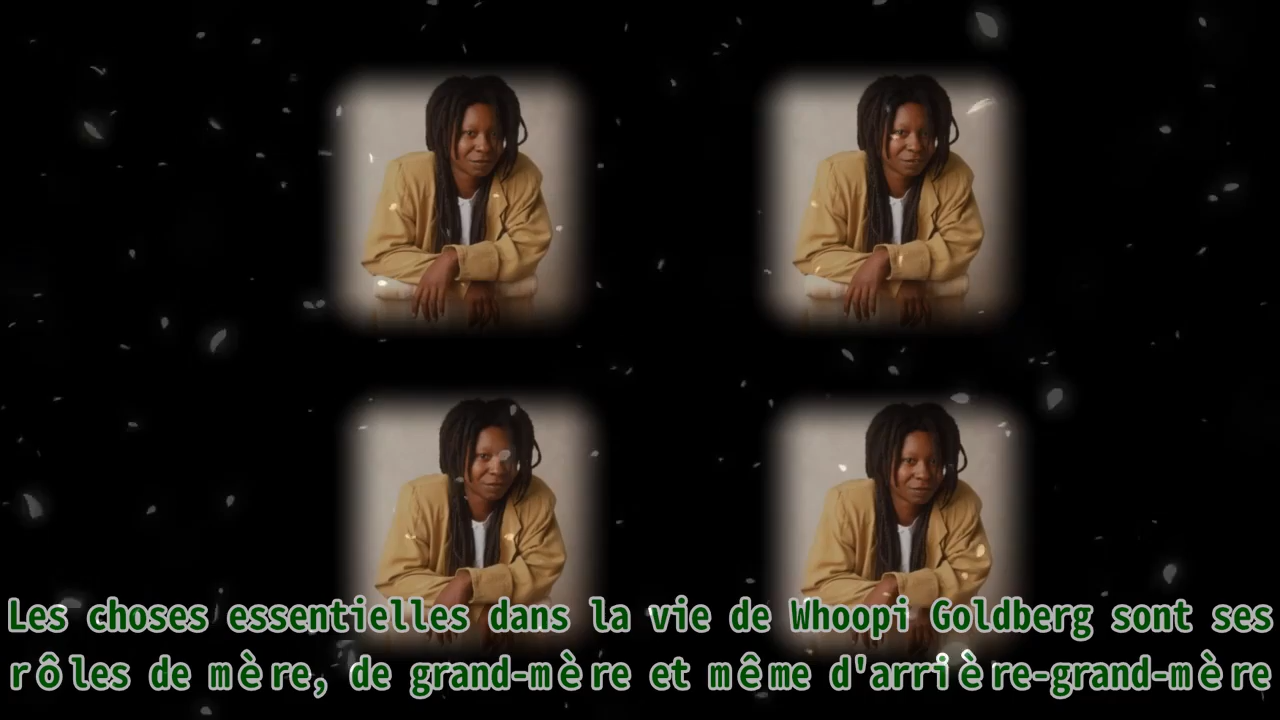 Les choses essentielles dans la vie de Whoopi Goldberg sont ses
rôles de mère, de grand-mère et même d'arrière-grand-mère